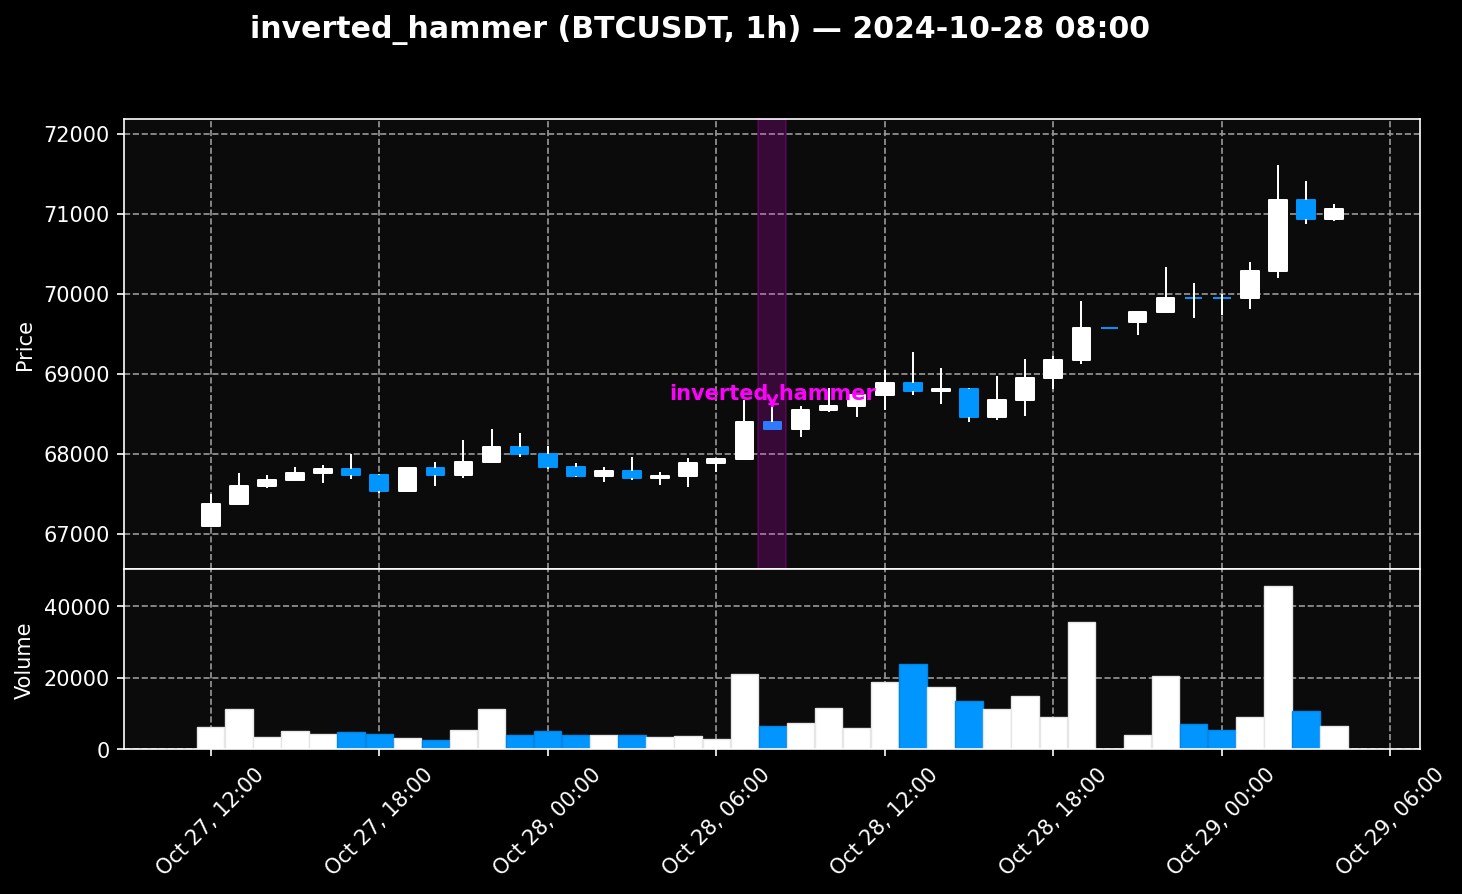 inverted_hammer (BTCUSDT, 1h) — 2024-10-28 08:00
72000
71000
70000
69000
68000
67000
Price
inverted_hammer
40000
20000
0
Volume
Oct 27, 12:00
Oct 27, 18:00
Oct 28, 00:00
Oct 28, 06:00
Oct 28, 12:00
Oct 28, 18:00
Oct 29, 00:00
Oct 29, 06:00